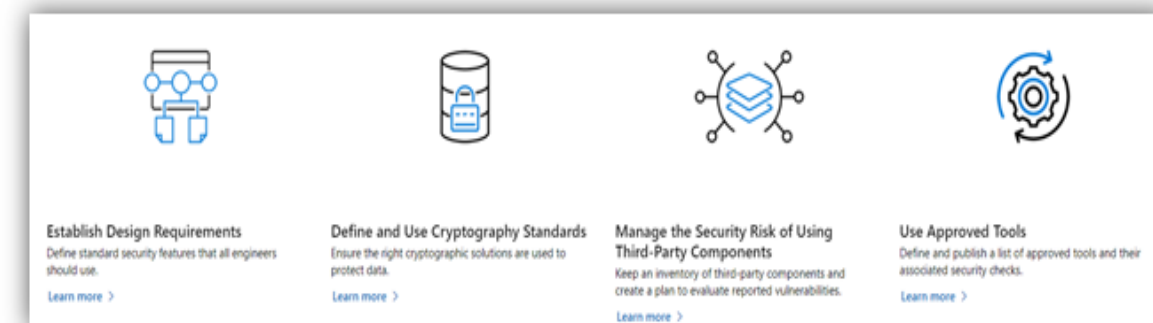 Establish Design Requirements
Define standard security features that all engineers
should use.
Learn more >
Define and Use Cryptography Standards
Ensure the right cryptographic solutions are used to
protect data.
Learn more >
Manage the Security Risk of Using
Third-Party Components
Keep an inventory of third-party components and
create a plan to evaluate reported vulnerabilities.
Learn more >
Use Approved Tools
Define and publish a list of approved tools and their
associated security checks.
Learn more >